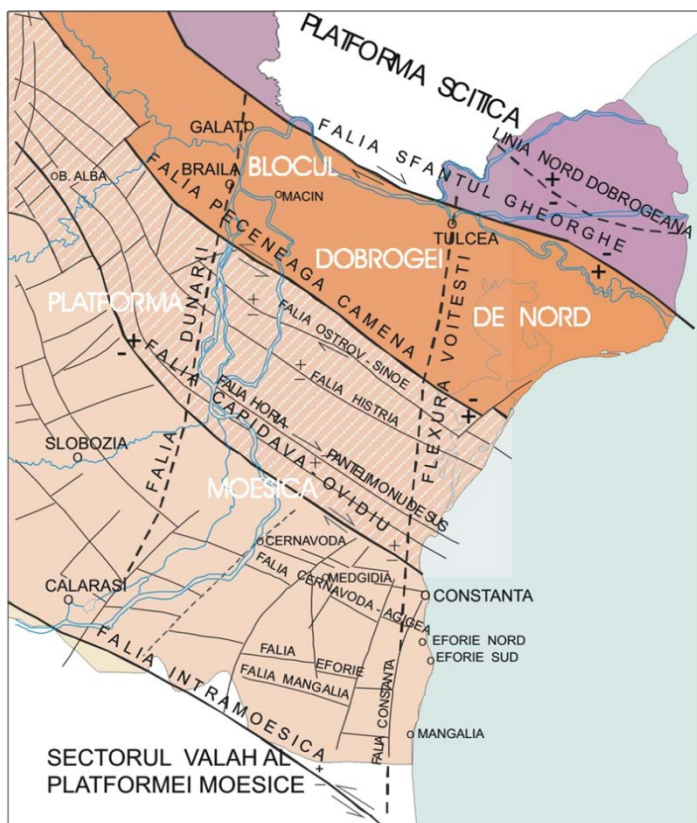 PLATFORMA SCITICA
LINIA NORD DOBROGEANA
FALIA SFANTUL GHEORGHE
GALATO
BLOCUL
B. ALBA
BRAILA
MACIN
FALIA PECENEAGA CAMENA
TULCEA
DOBROGEI
DE NORD
PLATFORMA
FALIA DUNARII
FLEXURA VOITESTI
FALIA OSTROV - SINOE
FALIA HISTRIA
FALIA HORIA - PANTELIMONU DE SUS
FALIA CAPIDAVA - OVIDIU
SLOBOZIA
MOESICA
CERNAVODA
MEDGIDIA
FALIA CERNAVODA - AGIGEA
CALARASI
CONSTANTA
EFORIE NORD
EFORIE SUD
FALIA EFORIE
FALIA MANGALIA
FALIA CONSTANTA
MANGALIA
FALIA INTRAMOESICA
SECTORUL VALAH AL
PLATFORMEI MOESICE